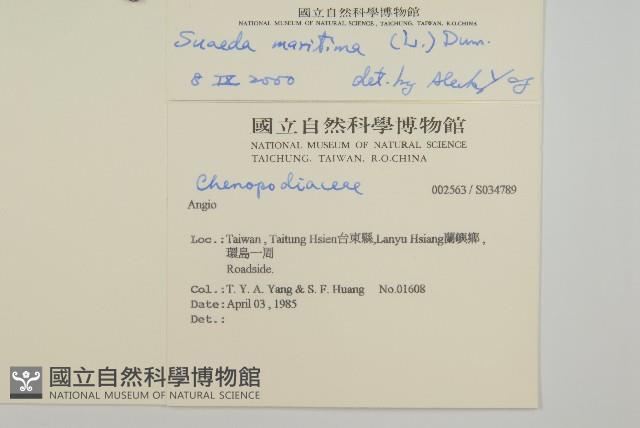 國立自然科學博物館
NATIONAL MUSEUM OF NATURAL SCIENCE, TAICHUNG, TAIWAN, R.O.CHINA
Suaeda maritima (L.) Dum.
8 IX 2000 det. by
國立自然科學博物館
NATIONAL MUSEUM OF NATURAL SCIENCE
TAICHUNG, TAIWAN, R.O.CHINA
Chenopodiaceae
002563 / S034789
Angio
Loc.: Taiwan, Taitung Hsien台東縣,Lanyu Hsiang蘭嶼鄉,
環島一周
Roadside.
Col.: T. Y. A. Yang & S. F. Huang No.01608
Date: April 03, 1985
Det.:
國立自然科學博物館
NATIONAL MUSEUM OF NATURAL SCIENCE